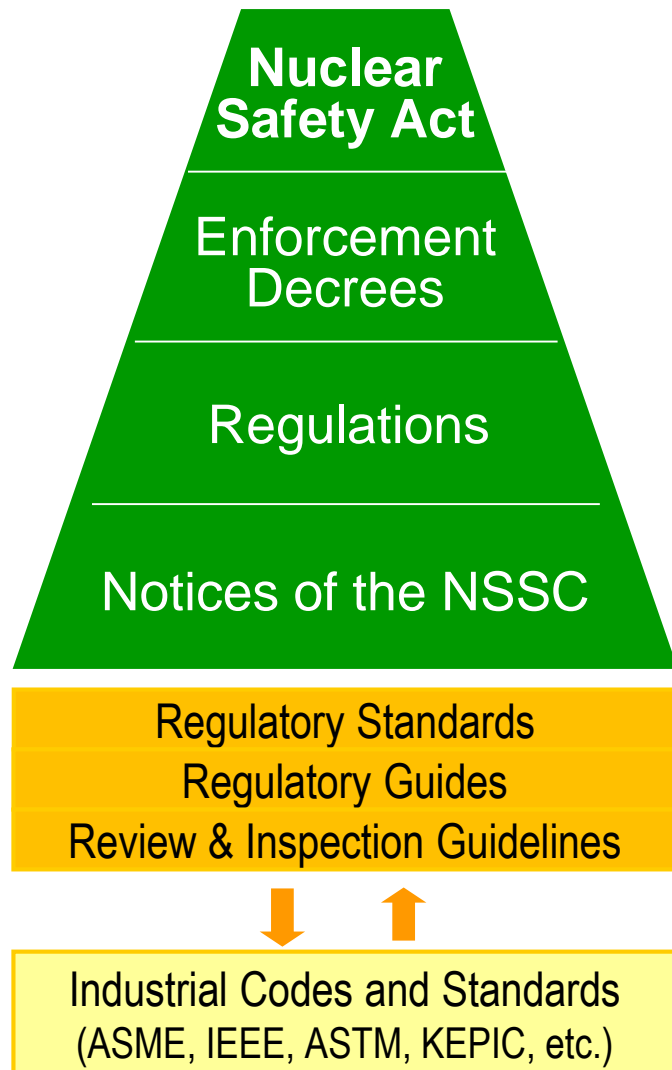 Nuclear
Safety Act
Enforcement
Decrees
Regulations
Notices of the NSSC
Regulatory Standards
Regulatory Guides
Review & Inspection Guidelines
Industrial Codes and Standards
(ASME, IEEE, ASTM, KEPIC, etc.)